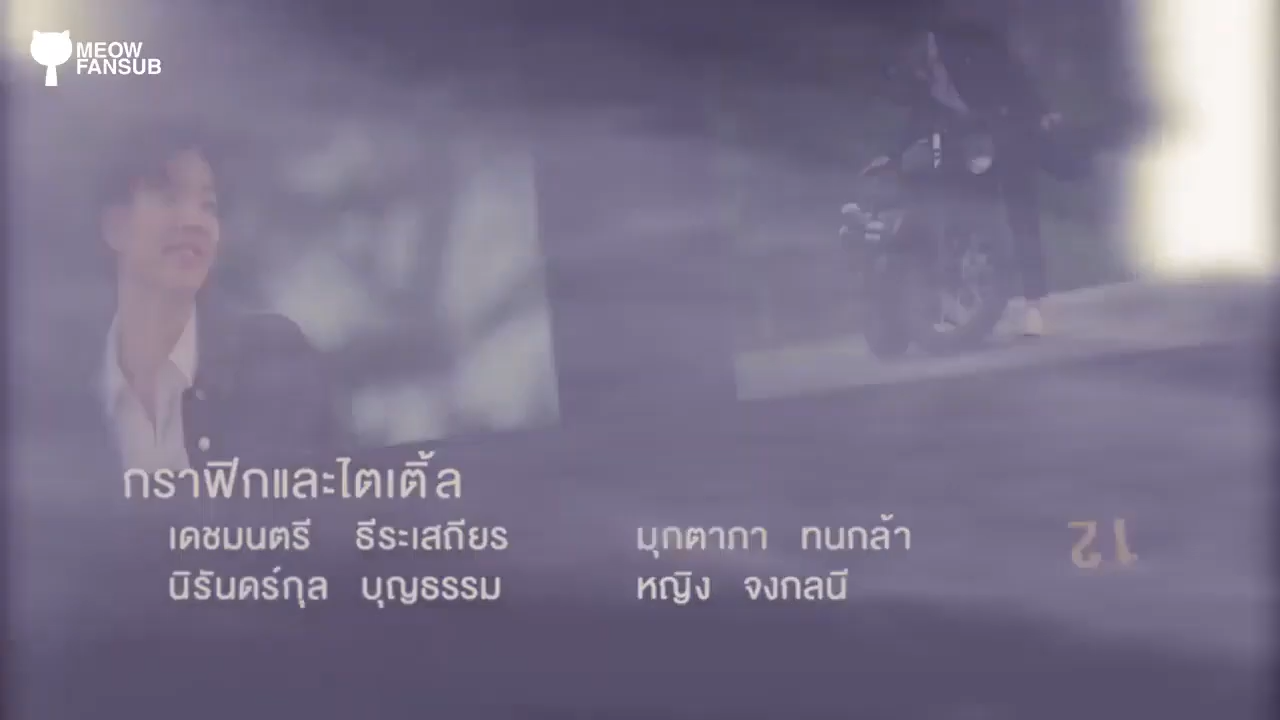 MEOW
FANSUB
กราฟิกและไตเติ้ล
เดชมนตรี ธีระเสถียร มุกตาภา ทนกล้า
นิรันดร์กุล บุญธรรม หญิง จงกลนี
12